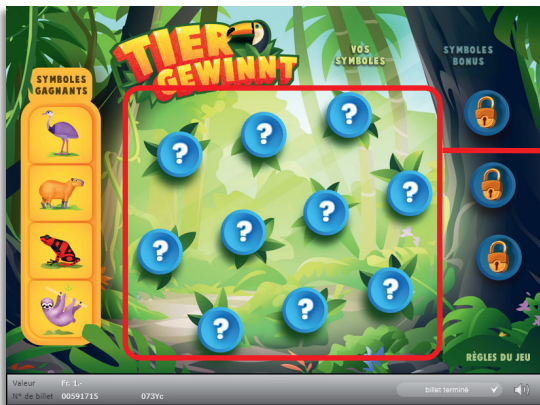 TIER
GEWINNT
VOS
SYMBOLES
SYMBOLES
BONUS
SYMBOLES
GAGNANTS
?
?
?
?
?
?
?
?
?
?
RÈGLES DU JEU
Valeur Fr. 1.-
N° de billet 00591715 073Yc
billet terminé